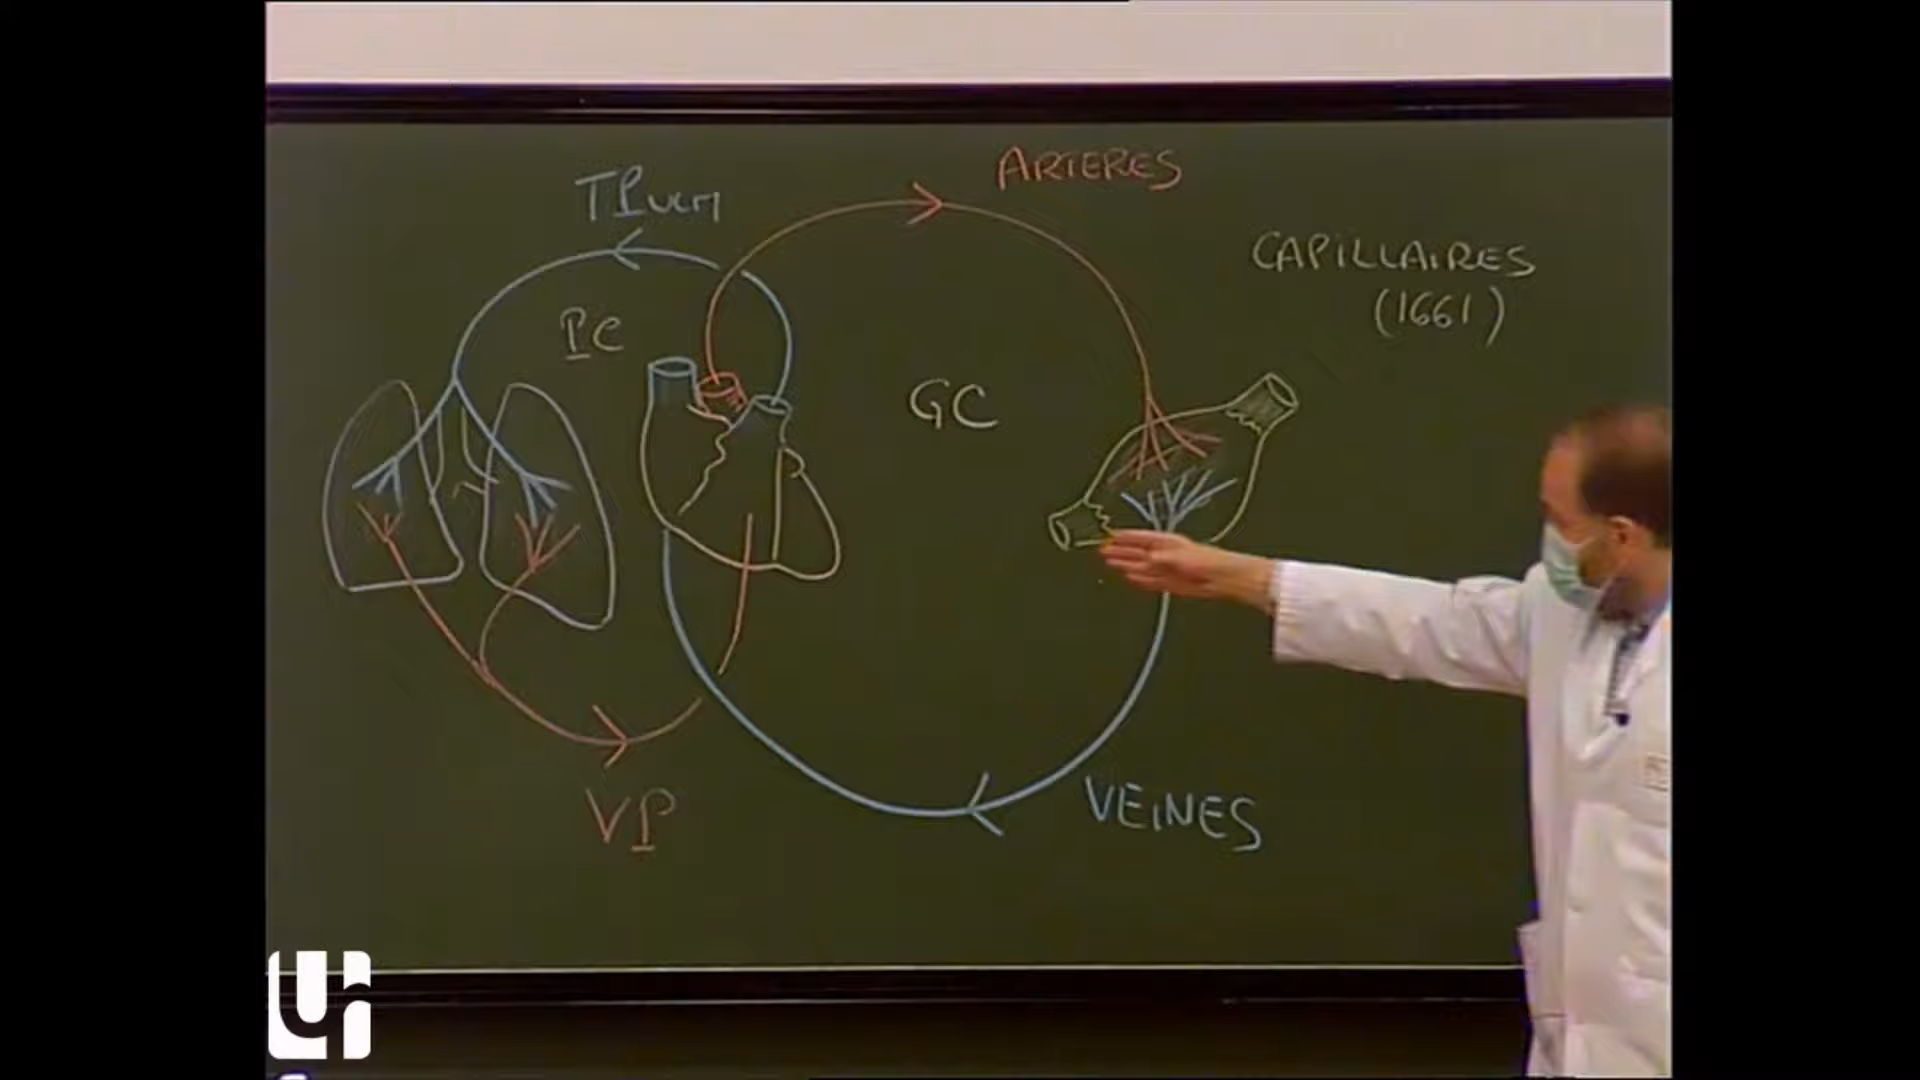 ARTERES
T Pulm
CAPILLAIRES
(1661)
PC
GC
VEINES
VP